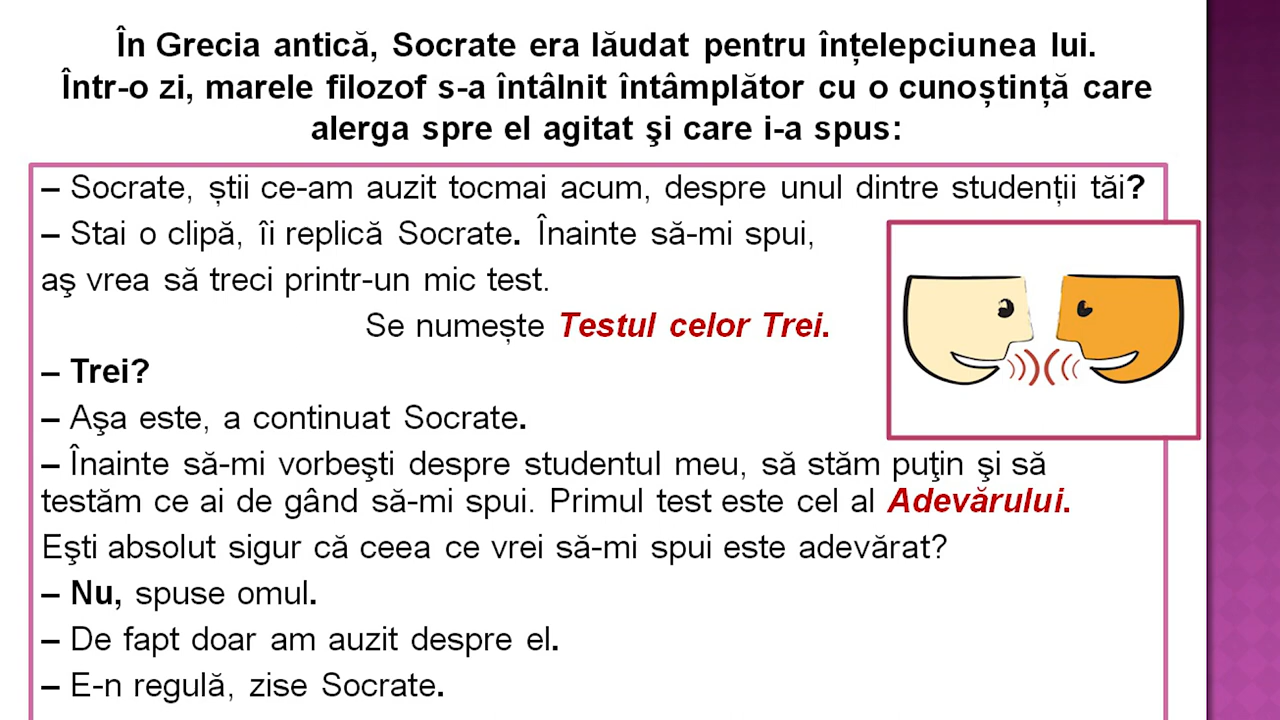 În Grecia antică, Socrate era lăudat pentru înțelepciunea lui.
Într-o zi, marele filozof s-a întâlnit întâmplător cu o cunoștință care
alerga spre el agitat şi care i-a spus:
– Socrate, știi ce-am auzit tocmai acum, despre unul dintre studenții tăi?
– Stai o clipă, îi replică Socrate. Înainte să-mi spui,
aş vrea să treci printr-un mic test.
Se numește Testul celor Trei.
– Trei?
– Aşa este, a continuat Socrate.
– Înainte să-mi vorbeşti despre studentul meu, să stăm puţin şi să
testăm ce ai de gând să-mi spui. Primul test este cel al Adevărului.
Eşti absolut sigur că ceea ce vrei să-mi spui este adevărat?
– Nu, spuse omul.
– De fapt doar am auzit despre el.
– E-n regulă, zise Socrate.